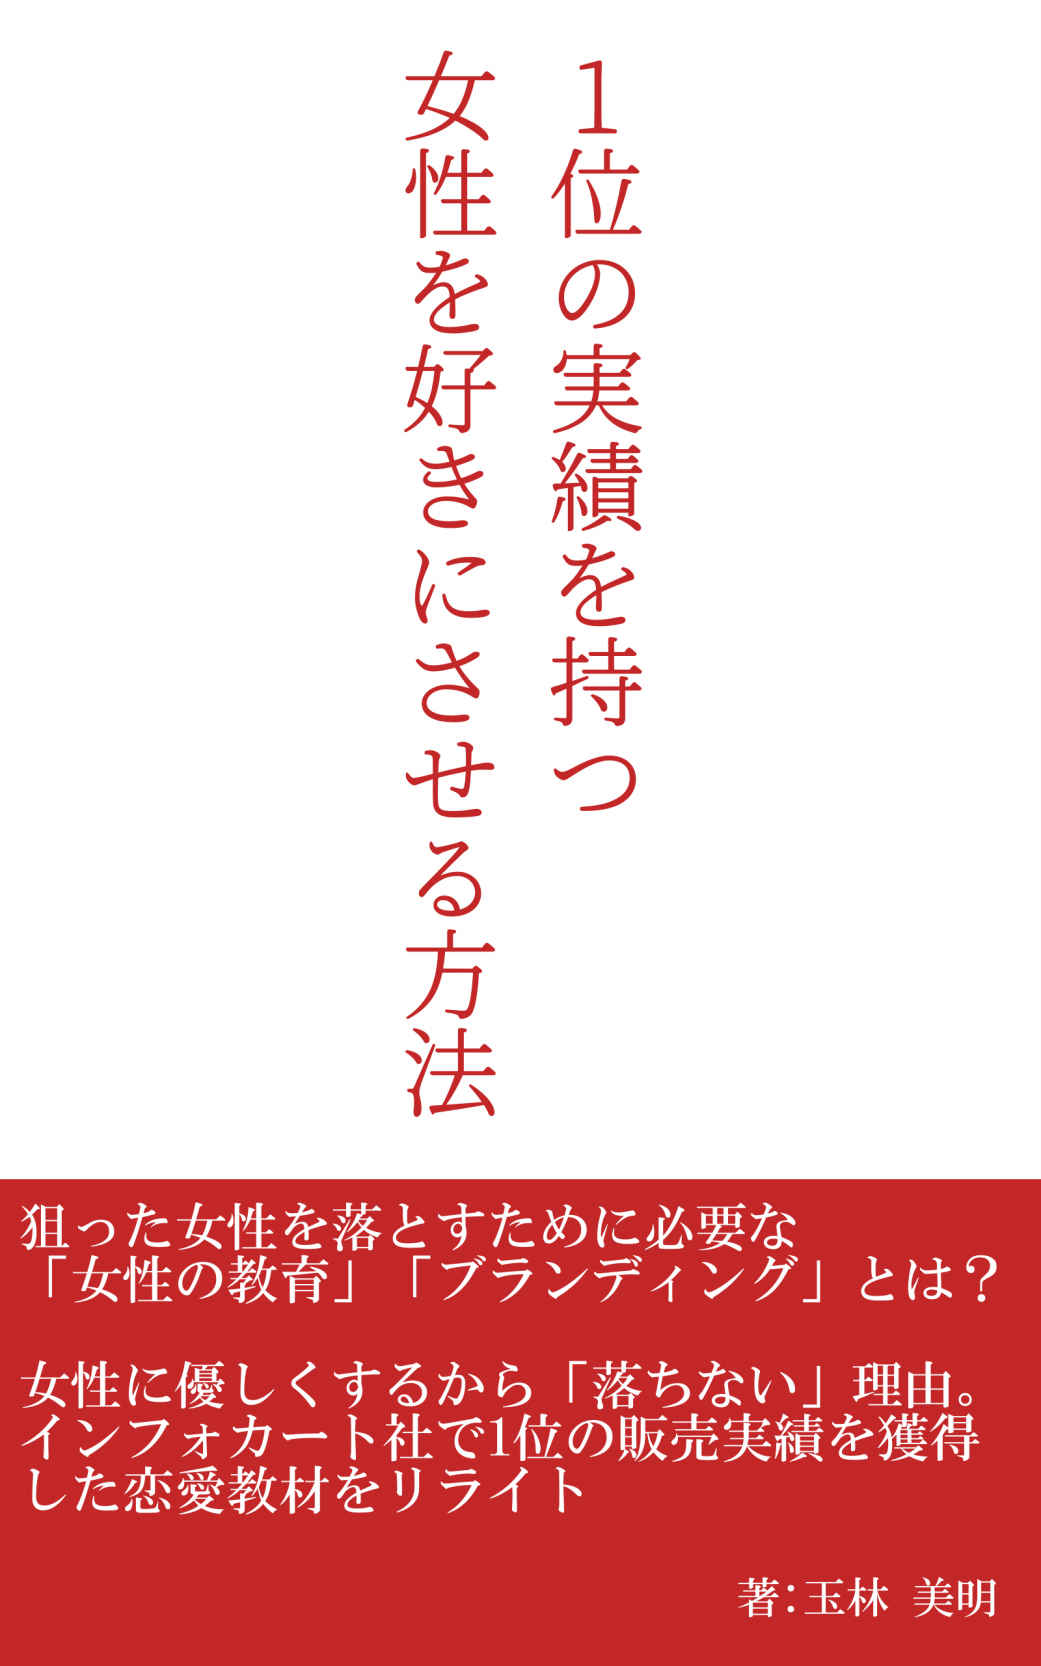 1位の実績を持つ
女性を好きにさせる方法
狙った女性を落とすために必要な
「女性の教育」「ブランディング」とは？
女性に優しくするから「落ちない」理由。
インフォカート社で1位の販売実績を獲得
した恋愛教材をリライト
著：玉林 美明